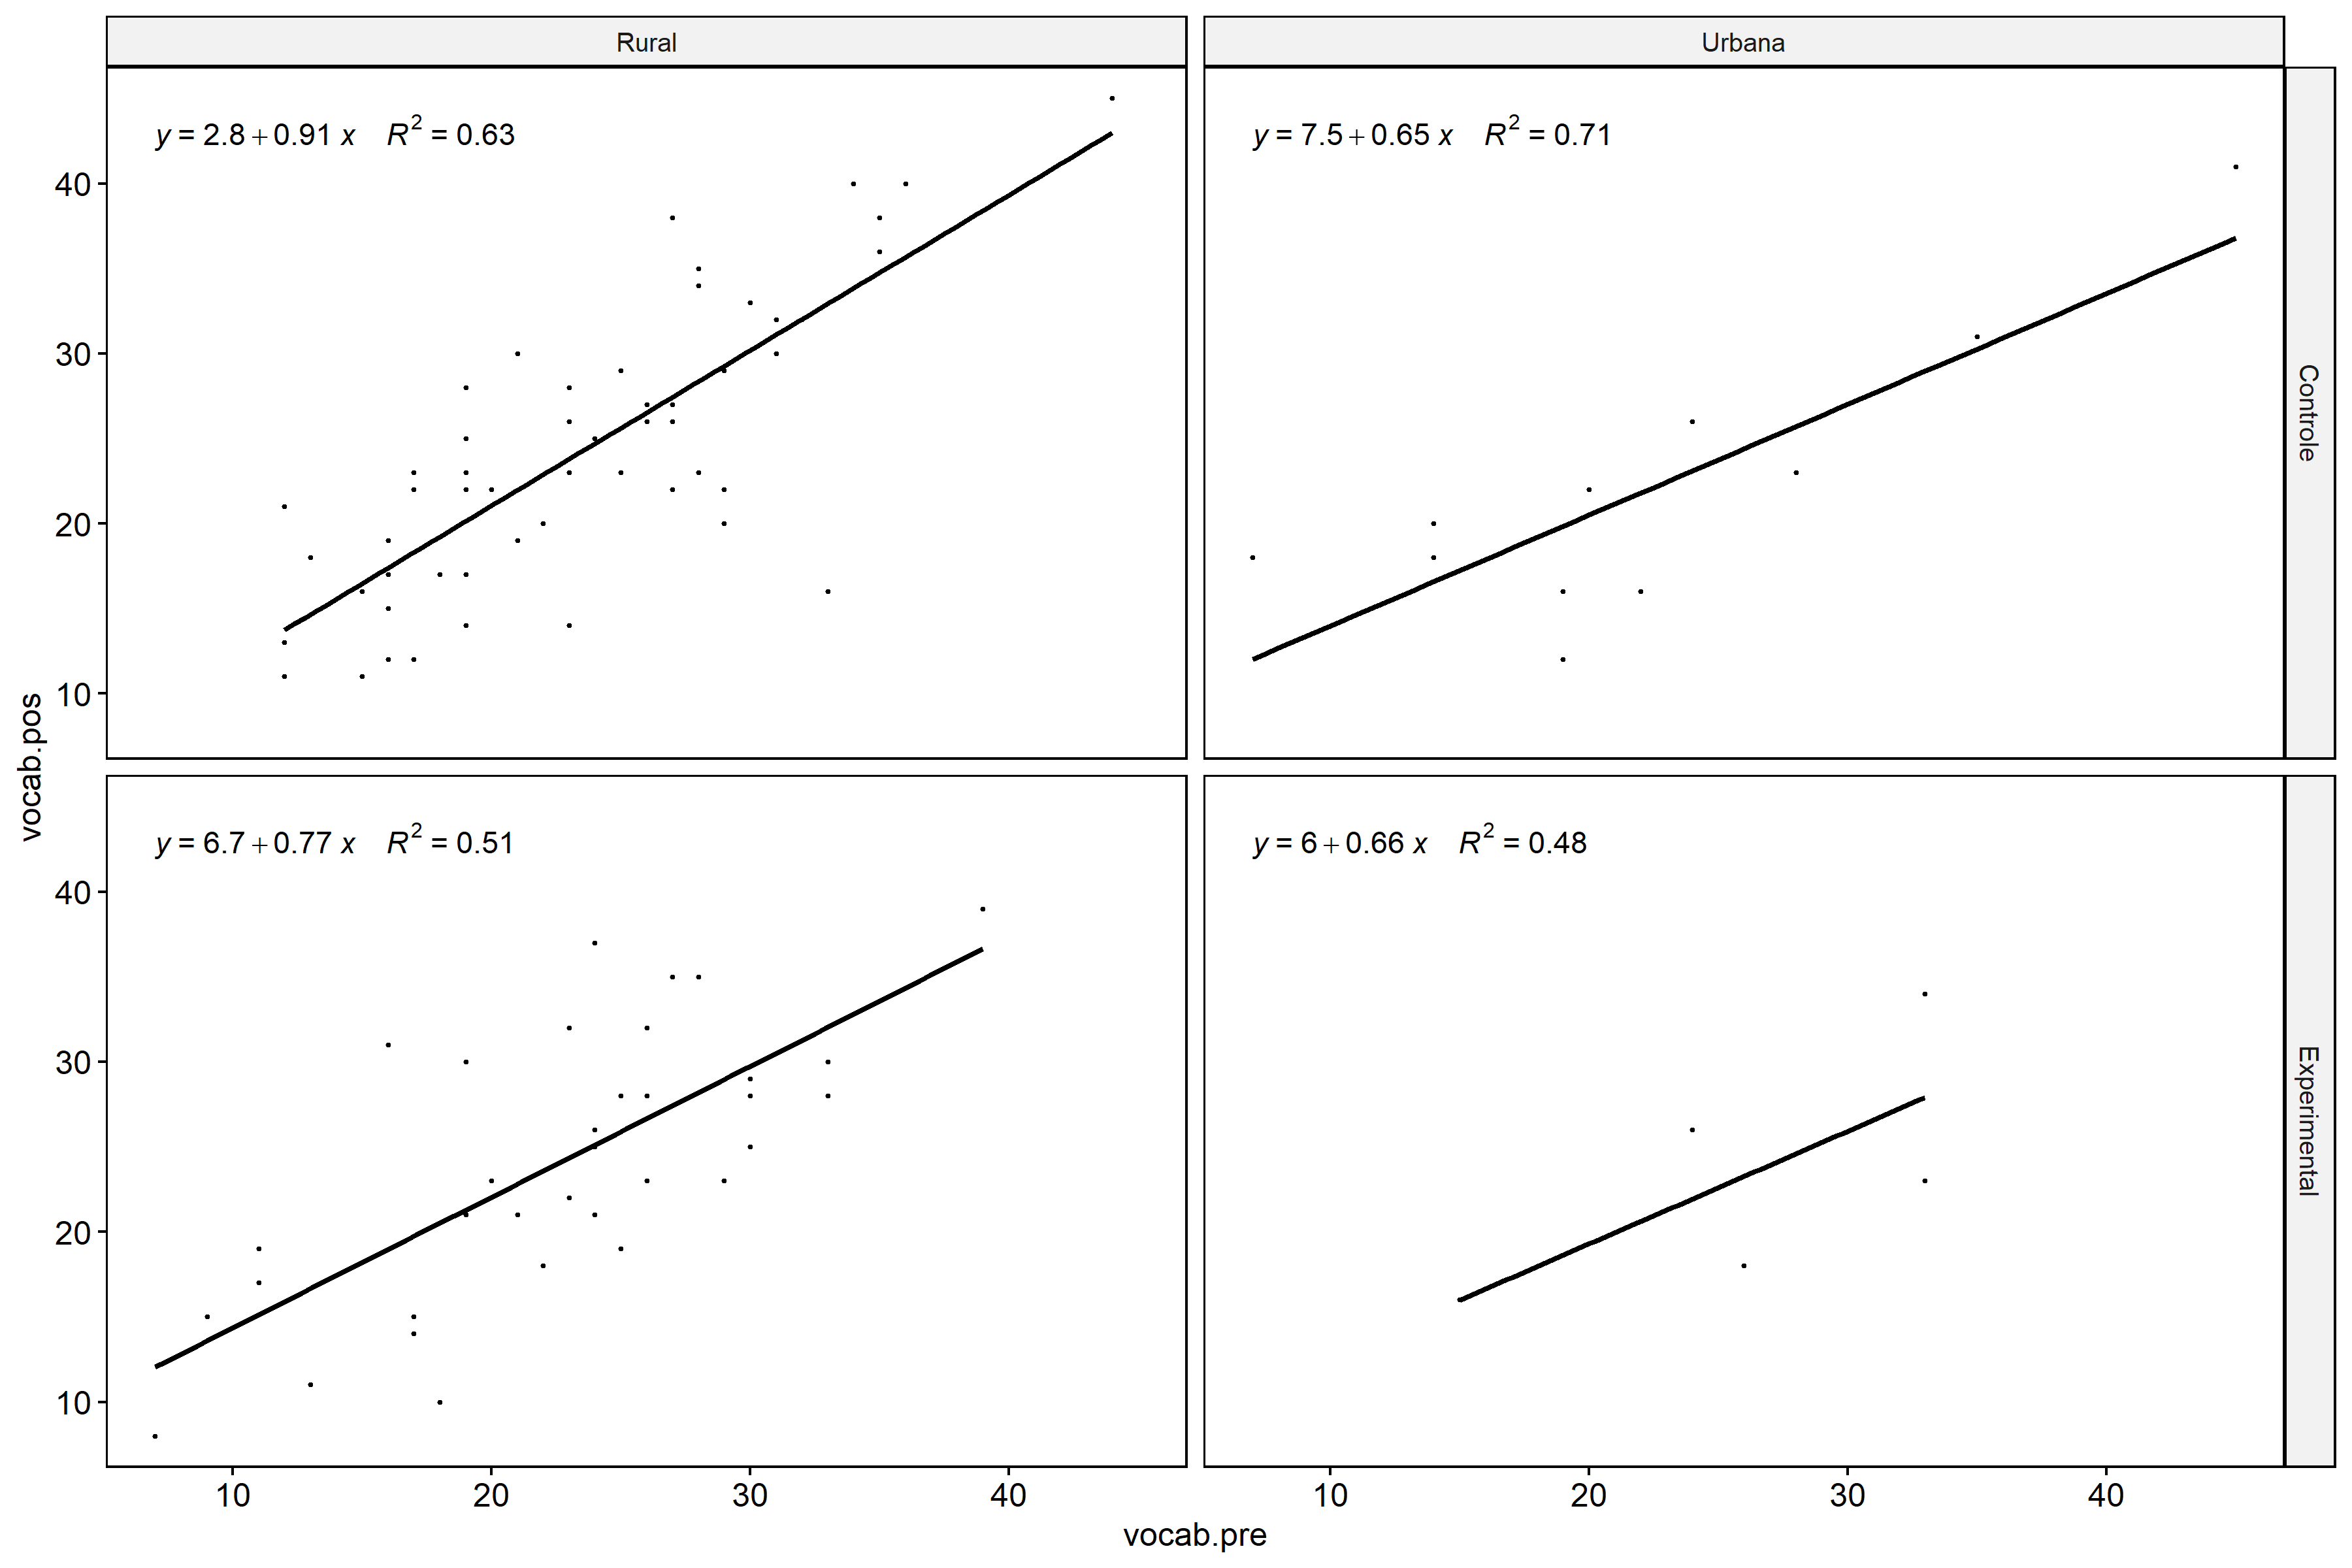 Rural
Urbana
y = 2.8 + 0.91 x R² = 0.63
y = 7.5 + 0.65 x R² = 0.71
40
30
20
10
Controle
vocab.pos
y = 6.7 + 0.77 x R² = 0.51
y = 6 + 0.66 x R² = 0.48
40
30
20
10
Experimental
10 20 30 40
10 20 30 40
vocab.pre